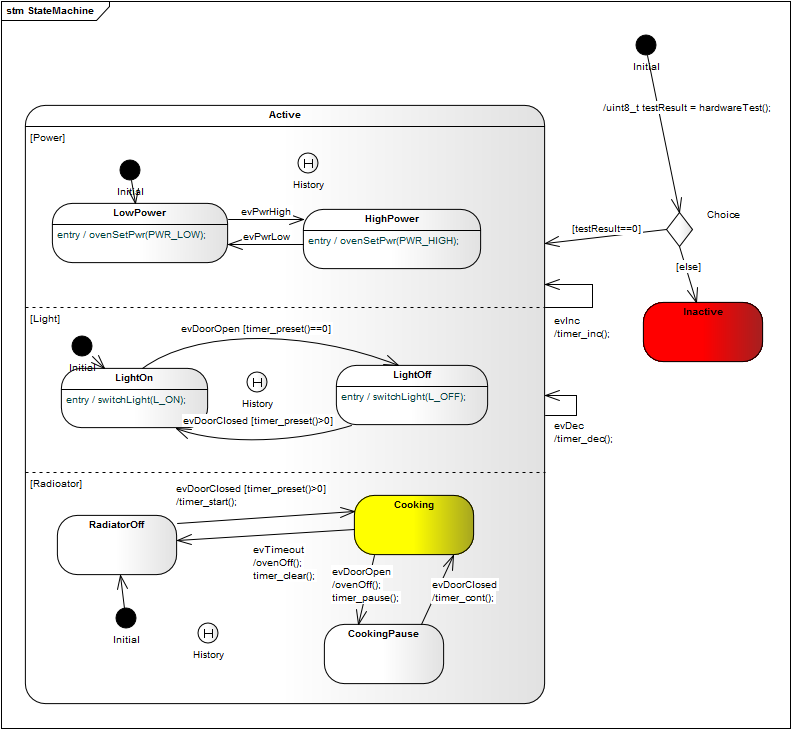 stm StateMachine
Initial
/uint8_t testResult = hardwareTest();
Active
[Power]
History
Initial
LowPower
entry / ovenSetPwr(PWR_LOW);
evPwrHigh
evPwrLow
HighPower
entry / ovenSetPwr(PWR_HIGH);
Choice
[testResult==0]
[else]
Inactive
evInc
/timer_inc();
[Light]
evDoorOpen [timer_preset()==0]
Initial
LightOn
entry / switchLight(L_ON);
History
LightOff
entry / switchLight(L_OFF);
evDoorClosed [timer_preset()>0]
evDec
/timer_dec();
[Radioator]
evDoorClosed [timer_preset()>0]
/timer_start();
Cooking
RadiatorOff
evTimeout
/ovenOff();
timer_clear();
evDoorOpen
/ovenOff();
timer_pause();
evDoorClosed
/timer_cont();
Initial
History
CookingPause